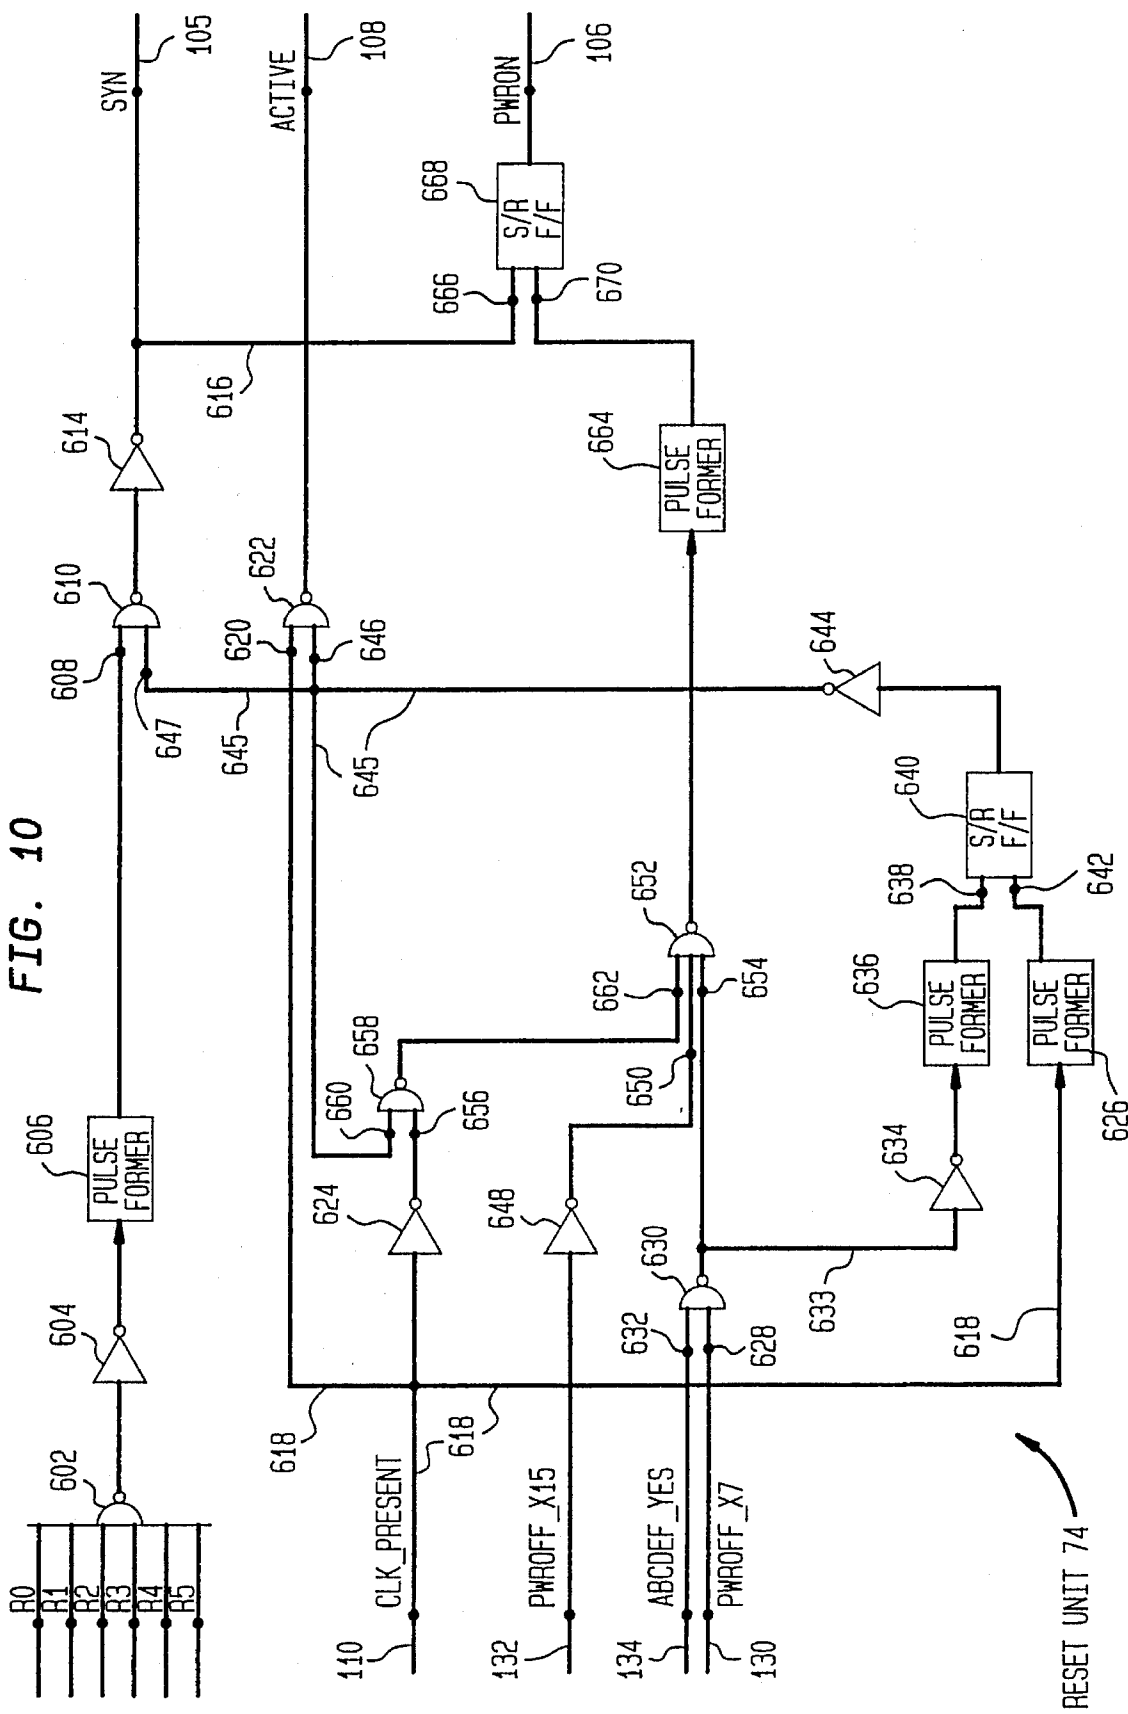 FIG. 10
R0
R1
R2
R3
R4
R5
602
604
606
PULSE
FORMER
608
610
614
SYN
105
647
645
616
618
620
622
646
ACTIVE
108
645
CLK_PRESENT
110
618
624
660
656
658
666
668
S/R
F/F
670
PWRON
106
PWROFF_X15
132
648
650
662
652
654
664
PULSE
FORMER
ABCDEF_YES
134
632
630
PWROFF_X7
130
628
633
634
636
PULSE
FORMER
638
640
S/R
F/F
642
644
618
PULSE
FORMER
626
RESET UNIT 74